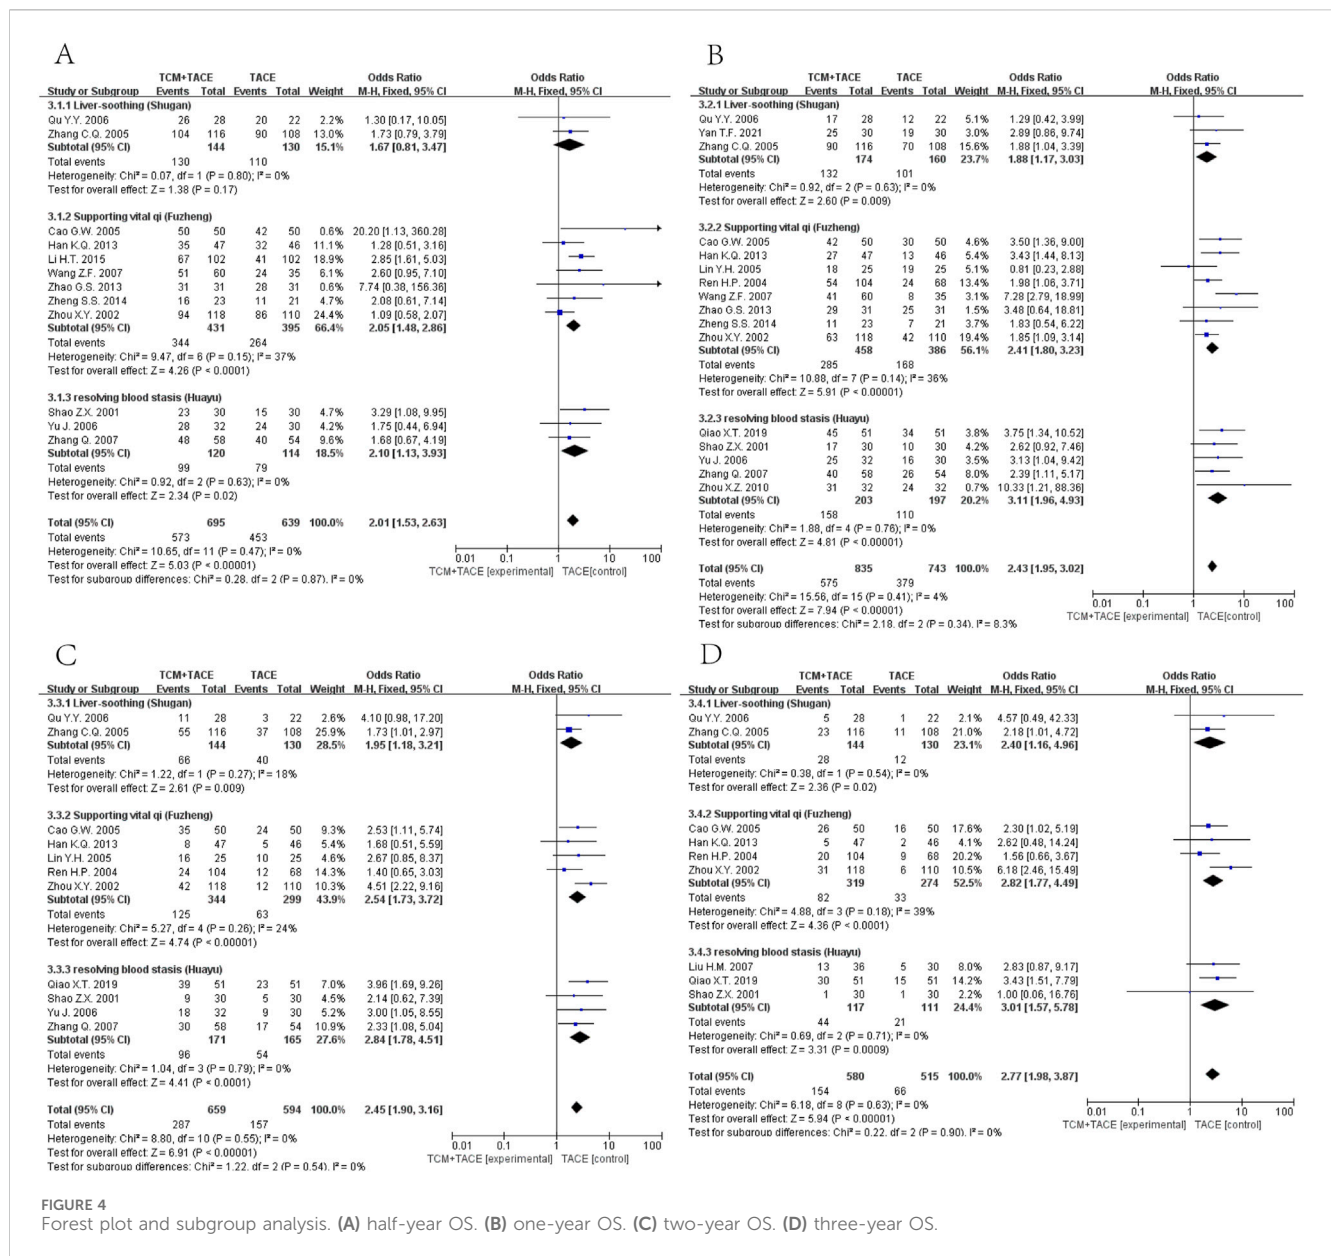 A
TCM+TACE TACE Odds Ratio Odds Ratio
Study or Subgroup Events Total Events Total Weight M-H, Fixed, 95% CI M-H, Fixed, 95% CI
3.1.1 Liver-soothing (Shugan)
Qu Y.Y. 2006 26 28 20 22 2.2% 1.30 [0.17, 10.05]
Zhang C.Q. 2005 104 116 90 108 13.0% 1.73 [0.79, 3.79]
Subtotal (95% CI) 144 130 15.1% 1.67 [0.81, 3.47]
Total events 130 110
Heterogeneity: Chi² = 0.07, df = 1 (P = 0.80); I² = 0%
Test for overall effect: Z = 1.38 (P = 0.17)
3.1.2 Supporting vital qi (Fuzheng)
Cao G.W. 2005 50 50 42 50 0.6% 20.20 [1.13, 360.28]
Han K.Q. 2013 35 47 32 46 11.1% 1.28 [0.51, 3.16]
Li H.T. 2015 67 102 41 102 18.9% 2.85 [1.61, 5.03]
Wang Z.F. 2007 51 60 24 35 6.1% 2.60 [0.95, 7.10]
Zhao G.S. 2013 31 31 28 31 0.6% 7.74 [0.38, 156.36]
Zheng S.S. 2014 16 23 11 21 4.8% 2.08 [0.61, 7.14]
Zhou X.Y. 2002 94 118 86 110 24.4% 1.09 [0.58, 2.07]
Subtotal (95% CI) 431 395 66.4% 2.05 [1.48, 2.86]
Total events 344 264
Heterogeneity: Chi² = 9.47, df = 6 (P = 0.15); I² = 37%
Test for overall effect: Z = 4.26 (P < 0.0001)
3.1.3 resolving blood stasis (Huayu)
Shao Z.X. 2001 23 30 15 30 4.7% 3.29 [1.08, 9.95]
Yu J. 2006 28 32 24 30 4.2% 1.75 [0.44, 6.94]
Zhang Q. 2007 48 58 40 54 9.6% 1.68 [0.67, 4.19]
Subtotal (95% CI) 120 114 18.5% 2.10 [1.13, 3.93]
Total events 99 79
Heterogeneity: Chi² = 0.92, df = 2 (P = 0.63); I² = 0%
Test for overall effect: Z = 2.34 (P = 0.02)
Total (95% CI) 695 639 100.0% 2.01 [1.53, 2.63]
Total events 573 453
Heterogeneity: Chi² = 10.65, df = 11 (P = 0.47); I² = 0%
Test for overall effect: Z = 5.03 (P < 0.00001)
Test for subgroup differences: Chi² = 0.28, df = 2 (P = 0.87), I² = 0%
0.01 0.1 1 10 100
TCM+TACE [experimental] TACE[control]
B
TCM+TACE TACE Odds Ratio Odds Ratio
Study or Subgroup Events Total Events Total Weight M-H, Fixed, 95% CI M-H, Fixed, 95% CI
3.2.1 Liver-soothing (Shugan)
Qu Y.Y. 2006 17 28 12 22 5.1% 1.29 [0.42, 3.99]
Yan T.F. 2021 25 30 19 30 3.0% 2.89 [0.86, 9.74]
Zhang C.Q. 2005 90 116 70 108 15.6% 1.88 [1.04, 3.39]
Subtotal (95% CI) 174 160 23.7% 1.88 [1.17, 3.03]
Total events 132 101
Heterogeneity: Chi² = 0.92, df = 2 (P = 0.63); I² = 0%
Test for overall effect: Z = 2.60 (P = 0.009)
3.2.2 Supporting vital qi (Fuzheng)
Cao G.W. 2005 42 50 30 50 4.6% 3.50 [1.36, 9.00]
Han K.Q. 2013 27 47 13 46 5.4% 3.43 [1.44, 8.13]
Lin Y.H. 2005 18 25 19 25 5.1% 0.81 [0.23, 2.88]
Ren H.P. 2004 54 104 24 68 13.4% 1.98 [1.06, 3.71]
Wang Z.F. 2007 41 60 8 35 3.1% 7.28 [2.79, 18.99]
Zhao G.S. 2013 29 31 25 31 1.5% 3.48 [0.64, 18.81]
Zheng S.S. 2014 11 23 7 21 3.7% 1.83 [0.54, 6.22]
Zhou X.Y. 2002 63 118 42 110 19.4% 1.85 [1.09, 3.14]
Subtotal (95% CI) 458 386 56.1% 2.41 [1.80, 3.23]
Total events 285 168
Heterogeneity: Chi² = 10.88, df = 7 (P = 0.14); I² = 36%
Test for overall effect: Z = 5.91 (P < 0.00001)
3.2.3 resolving blood stasis (Huayu)
Qiao X.T. 2019 45 51 34 51 3.8% 3.75 [1.34, 10.52]
Shao Z.X. 2001 17 30 10 30 4.2% 2.62 [0.92, 7.46]
Yu J. 2006 25 32 16 30 3.5% 3.13 [1.04, 9.42]
Zhang Q. 2007 40 58 26 54 8.1% 2.39 [1.11, 5.17]
Zhou X.Z. 2010 31 32 24 32 0.7% 10.33 [1.21, 88.36]
Subtotal (95% CI) 203 197 20.2% 3.11 [1.96, 4.93]
Total events 158 110
Heterogeneity: Chi² = 1.88, df = 4 (P = 0.76); I² = 0%
Test for overall effect: Z = 4.81 (P < 0.00001)
Total (95% CI) 835 743 100.0% 2.43 [1.95, 3.02]
Total events 575 379
Heterogeneity: Chi² = 15.56, df = 15 (P = 0.41); I² = 4%
Test for overall effect: Z = 7.94 (P < 0.00001)
Test for subgroup differences: Chi² = 2.18, df = 2 (P = 0.34), I² = 8.3%
0.01 0.1 1 10 100
TCM+TACE [experimental] TACE[control]
C
TCM+TACE TACE Odds Ratio Odds Ratio
Study or Subgroup Events Total Events Total Weight M-H, Fixed, 95% CI M-H, Fixed, 95% CI
3.3.1 Liver-soothing (Shugan)
Qu Y.Y. 2006 11 28 3 22 2.6% 4.10 [0.98, 17.20]
Zhang C.Q. 2005 55 116 37 108 25.9% 1.73 [1.01, 2.97]
Subtotal (95% CI) 144 130 28.5% 1.95 [1.18, 3.21]
Total events 66 40
Heterogeneity: Chi² = 1.22, df = 1 (P = 0.27); I² = 18%
Test for overall effect: Z = 2.61 (P = 0.009)
3.3.2 Supporting vital qi (Fuzheng)
Cao G.W. 2005 35 50 24 50 9.3% 2.53 [1.11, 5.74]
Han K.Q. 2013 8 47 5 46 5.4% 1.68 [0.51, 5.59]
Lin Y.H. 2005 16 25 10 25 4.6% 2.67 [0.85, 8.37]
Ren H.P. 2004 24 104 12 68 14.3% 1.40 [0.65, 3.03]
Zhou X.Y. 2002 42 118 12 110 10.3% 4.51 [2.22, 9.16]
Subtotal (95% CI) 344 299 43.9% 2.54 [1.73, 3.72]
Total events 125 63
Heterogeneity: Chi² = 5.27, df = 4 (P = 0.26); I² = 24%
Test for overall effect: Z = 4.74 (P < 0.00001)
3.3.3 resolving blood stasis (Huayu)
Qiao X.T. 2019 39 51 23 51 7.0% 3.96 [1.69, 9.26]
Shao Z.X. 2001 9 30 5 30 4.5% 2.14 [0.62, 7.39]
Yu J. 2006 18 32 9 30 5.2% 3.00 [1.05, 8.55]
Zhang Q. 2007 30 58 17 54 10.9% 2.33 [1.08, 5.04]
Subtotal (95% CI) 171 165 27.6% 2.84 [1.78, 4.51]
Total events 96 54
Heterogeneity: Chi² = 1.04, df = 3 (P = 0.79); I² = 0%
Test for overall effect: Z = 4.41 (P < 0.0001)
Total (95% CI) 659 594 100.0% 2.45 [1.90, 3.16]
Total events 287 157
Heterogeneity: Chi² = 8.80, df = 10 (P = 0.55); I² = 0%
Test for overall effect: Z = 6.91 (P < 0.00001)
Test for subgroup differences: Chi² = 1.22, df = 2 (P = 0.54), I² = 0%
0.01 0.1 1 10 100
TCM+TACE [experimental] TACE[control]
D
TCM+TACE TACE Odds Ratio Odds Ratio
Study or Subgroup Events Total Events Total Weight M-H, Fixed, 95% CI M-H, Fixed, 95% CI
3.4.1 Liver-soothing (Shugan)
Qu Y.Y. 2006 5 28 1 22 2.1% 4.57 [0.49, 42.33]
Zhang C.Q. 2005 23 116 11 108 21.0% 2.18 [1.01, 4.72]
Subtotal (95% CI) 144 130 23.1% 2.40 [1.16, 4.96]
Total events 28 12
Heterogeneity: Chi² = 0.38, df = 1 (P = 0.54); I² = 0%
Test for overall effect: Z = 2.36 (P = 0.02)
3.4.2 Supporting vital qi (Fuzheng)
Cao G.W. 2005 26 50 16 50 17.6% 2.30 [1.02, 5.19]
Han K.Q. 2013 5 47 2 46 4.1% 2.62 [0.48, 14.24]
Ren H.P. 2004 20 104 9 68 20.2% 1.56 [0.66, 3.67]
Zhou X.Y. 2002 31 118 6 110 10.5% 6.18 [2.46, 15.49]
Subtotal (95% CI) 319 274 52.5% 2.82 [1.77, 4.49]
Total events 82 33
Heterogeneity: Chi² = 4.88, df = 3 (P = 0.18); I² = 39%
Test for overall effect: Z = 4.36 (P < 0.0001)
3.4.3 resolving blood stasis (Huayu)
Liu H.M. 2007 13 36 5 30 8.0% 2.83 [0.87, 9.17]
Qiao X.T. 2019 30 51 15 51 14.2% 3.43 [1.51, 7.79]
Shao Z.X. 2001 1 30 1 30 2.2% 1.00 [0.06, 16.76]
Subtotal (95% CI) 117 111 24.4% 3.01 [1.57, 5.78]
Total events 44 21
Heterogeneity: Chi² = 0.69, df = 2 (P = 0.71); I² = 0%
Test for overall effect: Z = 3.31 (P = 0.0009)
Total (95% CI) 580 515 100.0% 2.77 [1.98, 3.87]
Total events 154 66
Heterogeneity: Chi² = 6.18, df = 8 (P = 0.63); I² = 0%
Test for overall effect: Z = 5.94 (P < 0.00001)
Test for subgroup differences: Chi² = 0.22, df = 2 (P = 0.90), I² = 0%
0.01 0.1 1 10 100
TCM+TACE [experimental] TACE[control]
FIGURE 4
Forest plot and subgroup analysis. (A) half-year OS. (B) one-year OS. (C) two-year OS. (D) three-year OS.